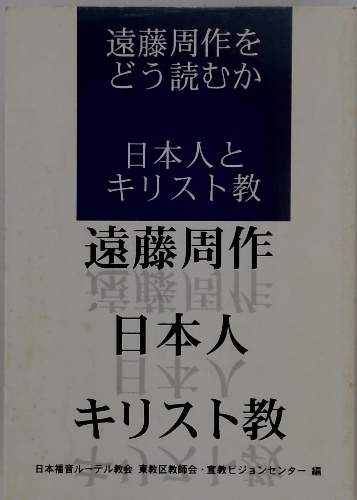 遠藤周作を
どう読むか
日本人と
キリスト教
遠藤周作
日本人
キリスト教
日本福音ルーテル教会 東教区教師会・宣教ビジョンセンター 編